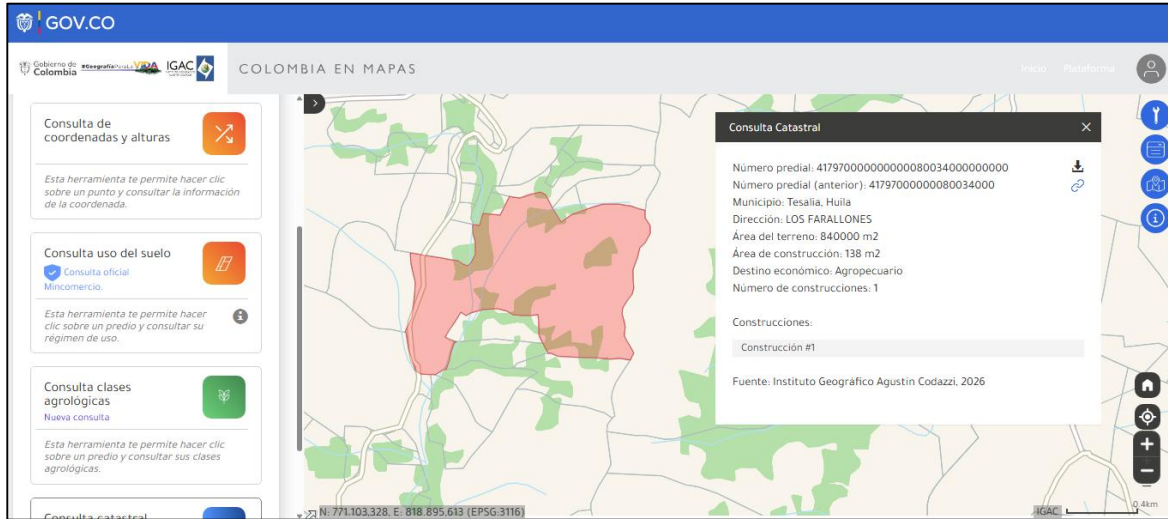 GOV.CO
Gobierno de
Colombia
#GeografíaParaLaVIDA
IGAC
COLOMBIA EN MAPAS
Inicio
Plataforma
Consulta de
coordenadas y alturas
Esta herramienta te permite hacer clic
sobre un punto y consultar la información
de la coordenada.
Consulta uso del suelo
Consulta oficial
Mincomercio.
Esta herramienta te permite hacer
clic sobre un predio y consultar su
régimen de uso.
Consulta clases
agrológicas
Nueva consulta
Esta herramienta te permite hacer clic
sobre un predio y consultar sus clases
agrológicas.
Consulta catastral
Consulta Catastral
Número predial: 417970000000000080034000000000
Número predial (anterior): 41797000000080034000
Municipio: Tesalia, Huila
Dirección: LOS FARALLONES
Área del terreno: 840000 m2
Área de construcción: 138 m2
Destino económico: Agropecuario
Número de construcciones: 1
Construcciones:
Construcción #1
Fuente: Instituto Geográfico Agustin Codazzi, 2026
N: 771.103,328, E: 818.895,613 (EPSG:3116)
IGAC
0.4km